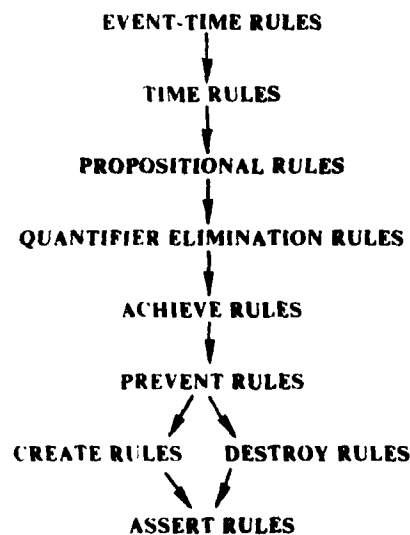 EVENT-TIME RULES
TIME RULES
PROPOSITIONAL RULES
QUANTIFIER ELIMINATION RULES
ACHIEVE RULES
PREVENT RULES
CREATE RULES DESTROY RULES
ASSERT RULES